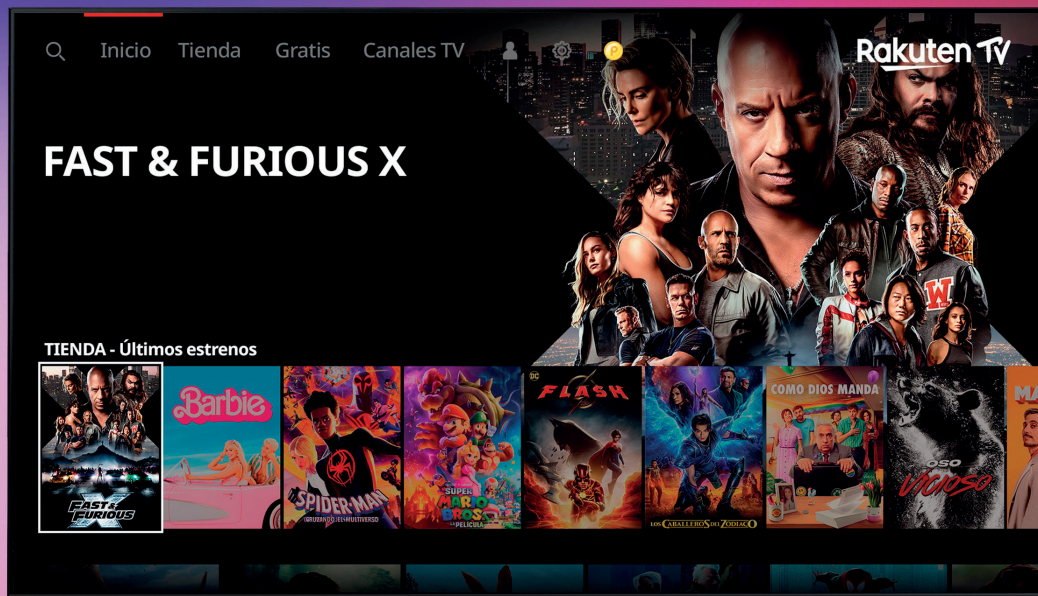 Inicio Tienda Gratis Canales TV P Rakuten TV
FAST & FURIOUS X
TIENDA - Últimos estrenos
FAST & FURIOUS X
Barbie
SPIDER-MAN
CRUZANDO EL MULTIVERSO
SUPER
MARIO
BROS.
LA PELÍCULA
DC
FLASH
LOS CABALLEROS DEL ZODIACO
COMO DIOS MANDA
OSO
VICIOSO
MA
W